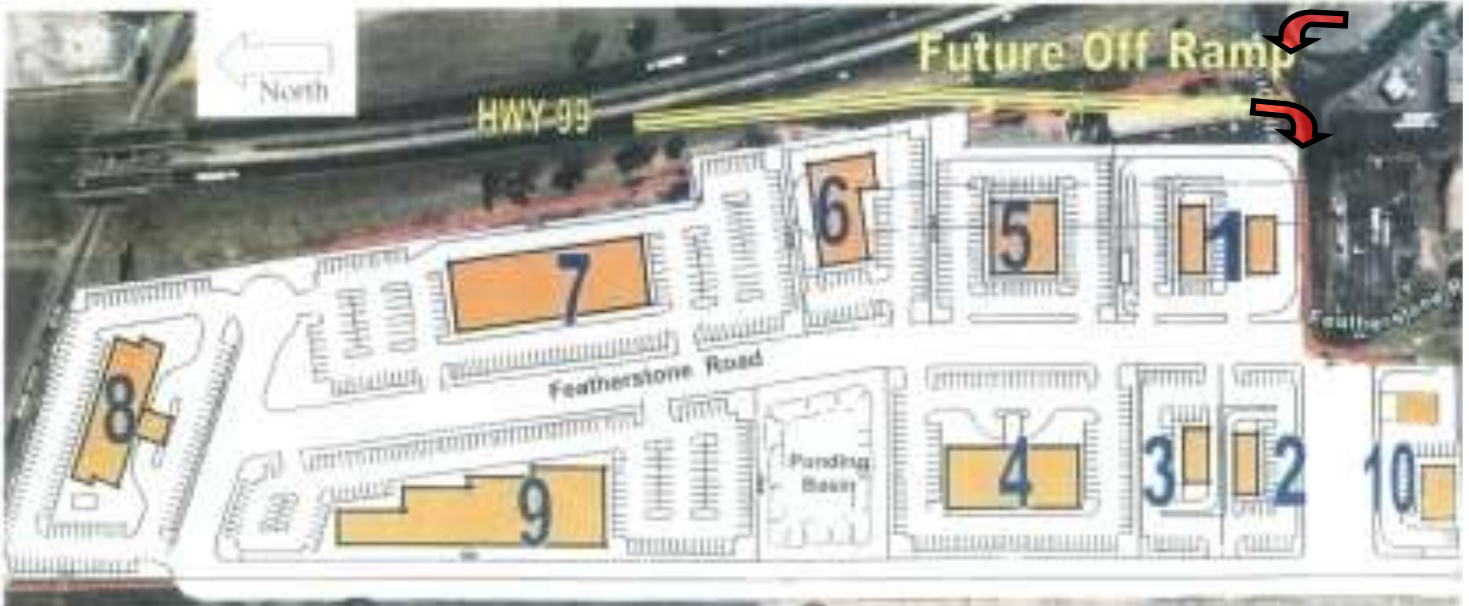 North
Future Off Ramp
HWY-99
6
5
1
7
Featherstone
Featherstone Road
8
9
Ponding
Basin
4
3
2
10